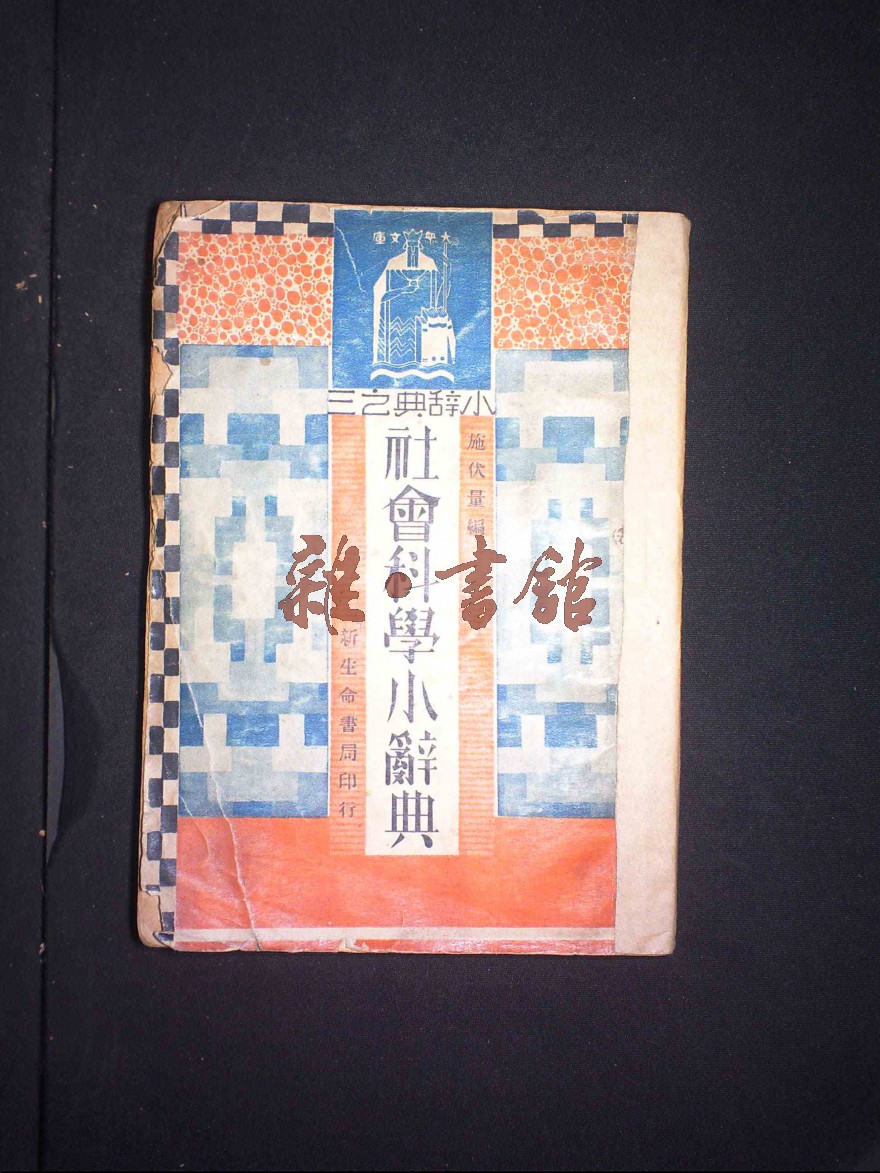 大衆文庫
小辞典之三
施伏量編
社會科學小辭典
新生命書局印行
雜·書館